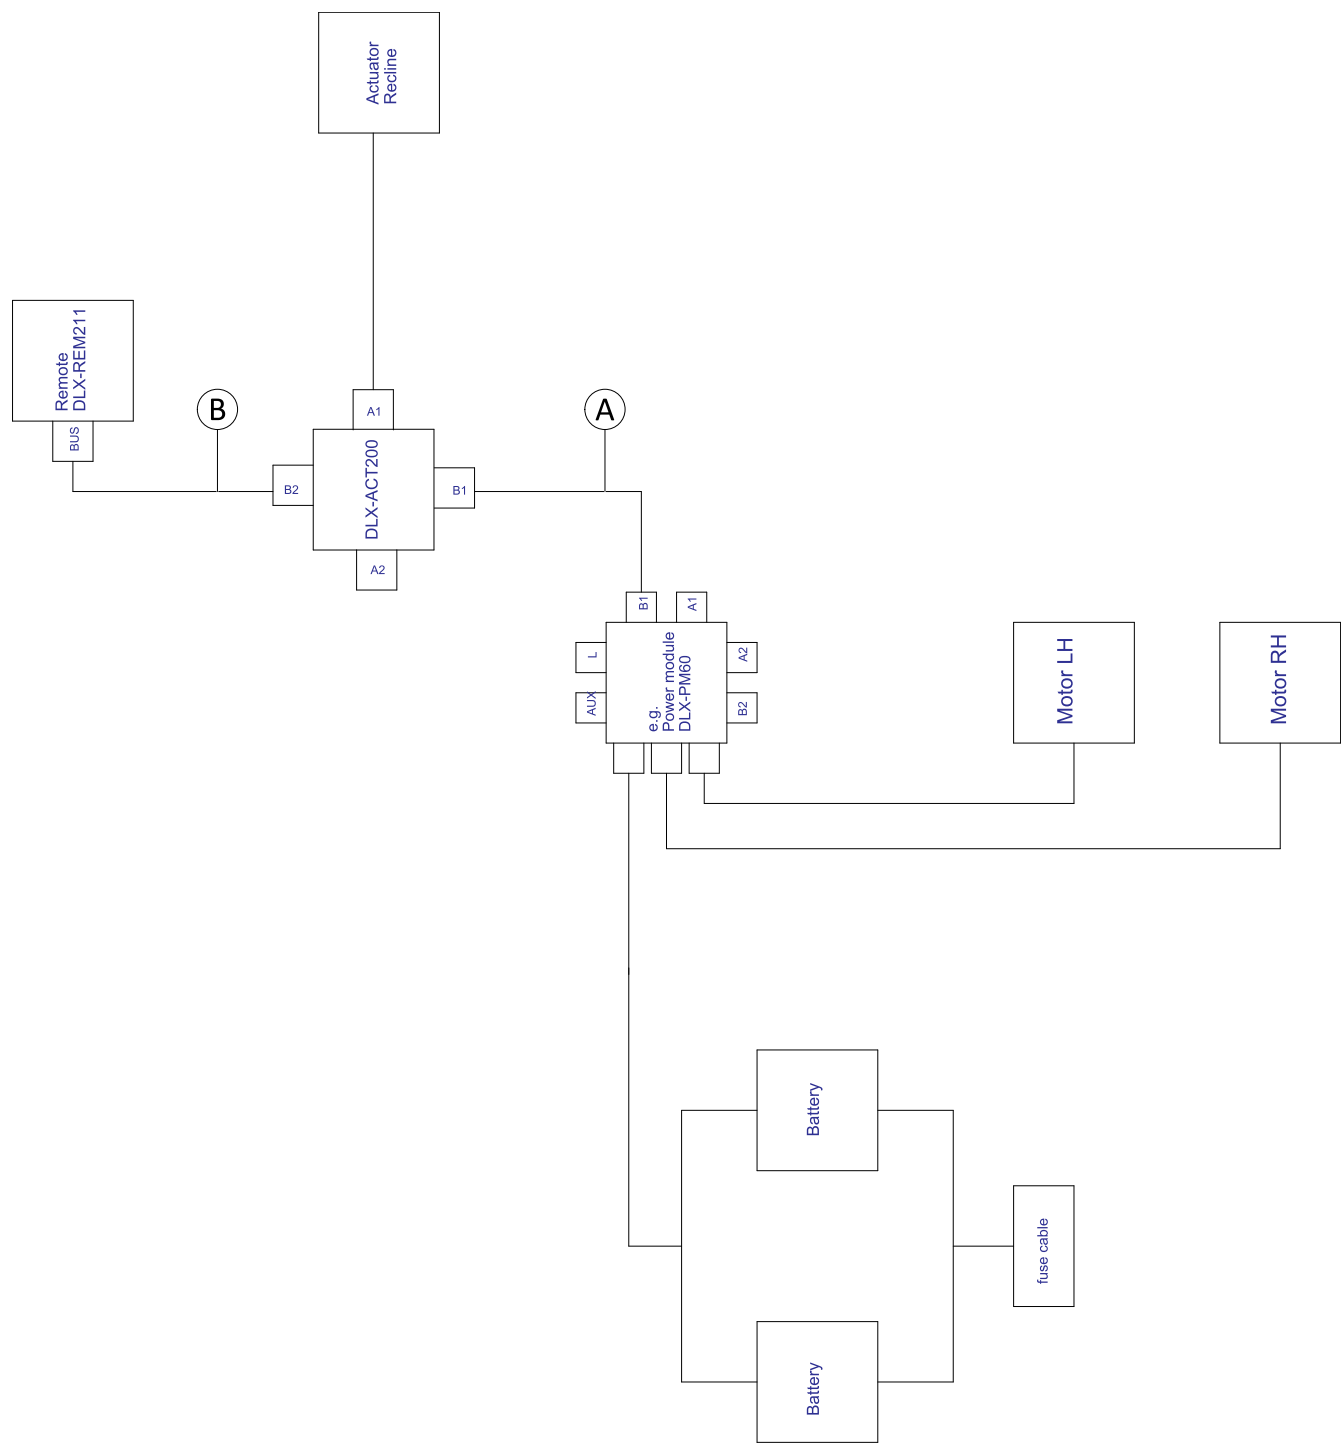 Actuator
Recline
Remote
DLX-REM211
BUS
B
A
A1
B2
DLX-ACT200
B1
A2
B1
A1
L
A2
AUX
B2
e.g.
Power module
DLX-PM60
Motor LH
Motor RH
Battery
fuse cable
Battery